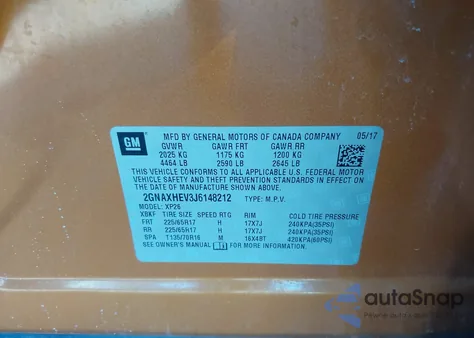 GM
MFD BY GENERAL MOTORS OF CANADA COMPANY 05/17
GVWR GAWR FRT GAWR RR
2025 KG 1175 KG 1200 KG
4464 LB 2590 LB 2645 LB
THIS VEHICLE CONFORMS TO ALL APPLICABLE U.S. FEDERAL MOTOR
VEHICLE SAFETY AND THEFT PREVENTION STANDARDS IN EFFECT ON THE
DATE OF MANUFACTURE SHOWN ABOVE.
2GNAXHEV3J6148212 TYPE: M.P.V.
MODEL: XP26
XBKF TIRE SIZE SPEED RTG RIM COLD TIRE PRESSURE
FRT 225/65R17 H 17X7J 240KPA(35PSI)
RR 225/65R17 H 17X7J 240KPA(35PSI)
SPA T135/70R16 M 16X4BT 420KPA(60PSI)
SEE OWNER'S MANUAL FOR ADDITIONAL INFORMATION.
autoSnap